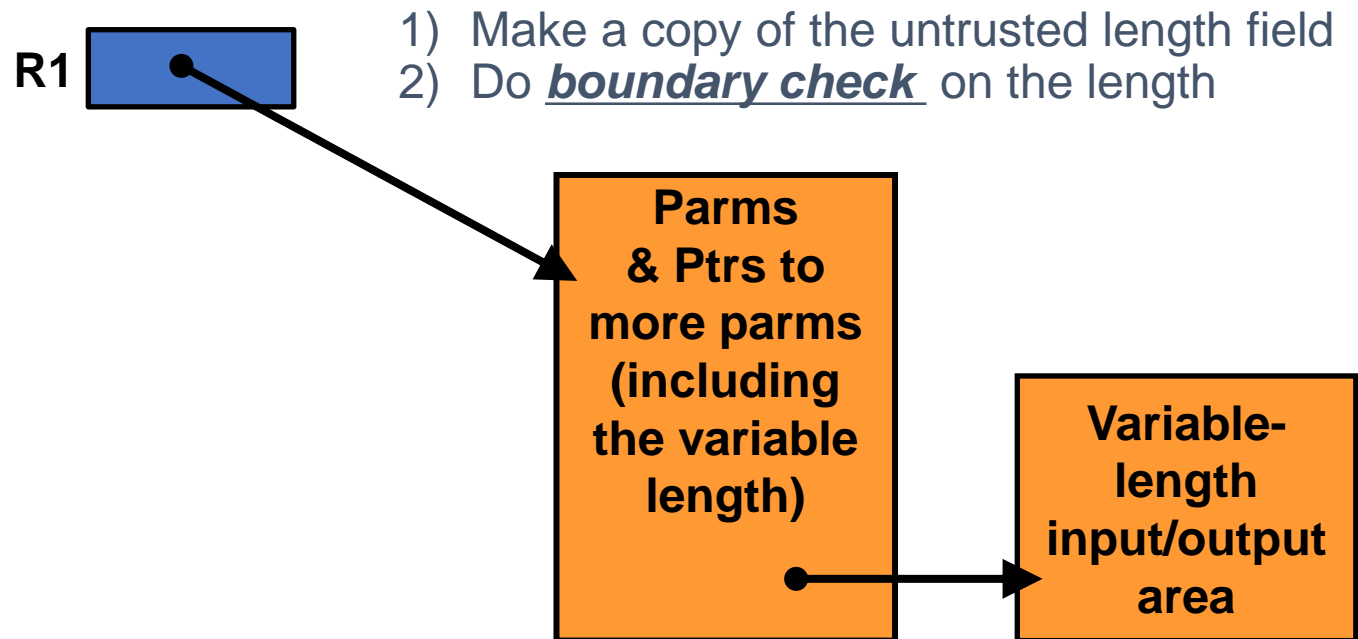 1) Make a copy of the untrusted length field
R1
2) Do boundary check on the length
Parms
& Ptrs to
more parms
(including
the variable
length)
Variable-
length
input/output
area